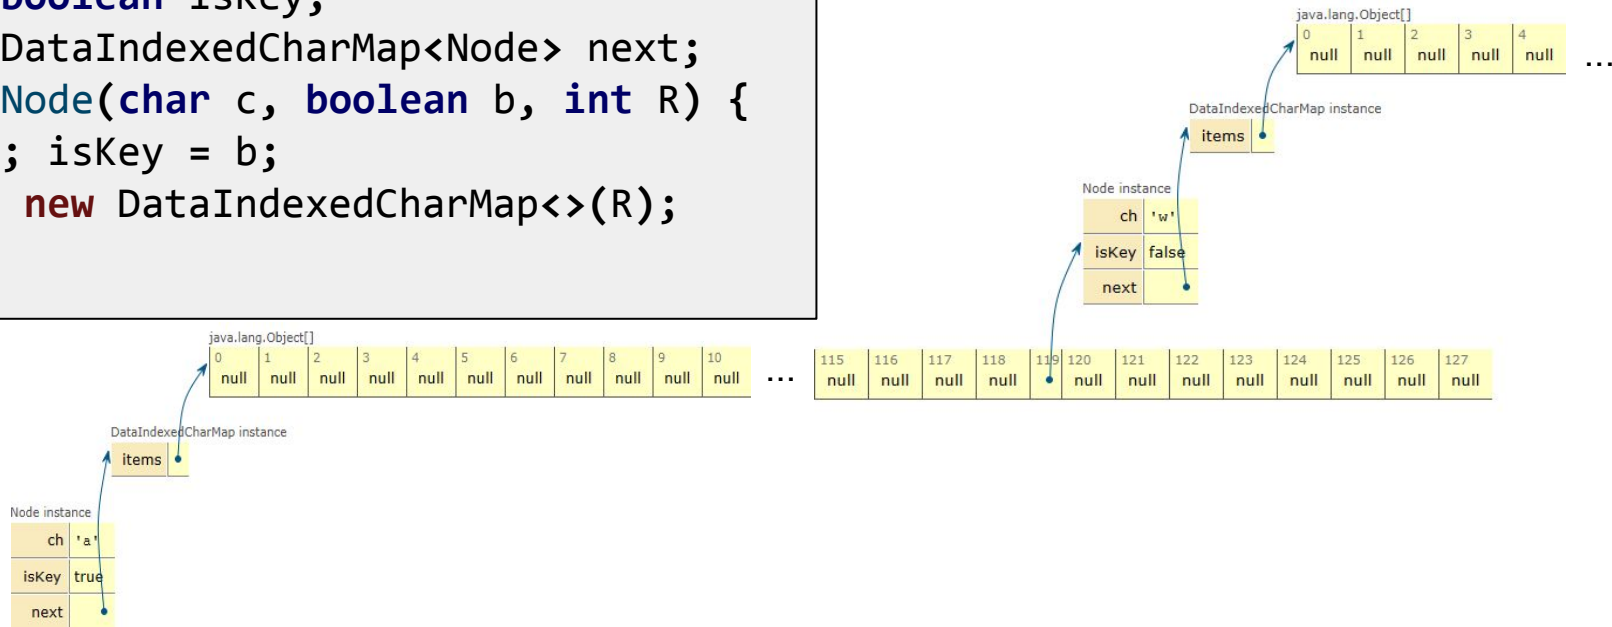 boolean isKey;
DataIndexedCharMap<Node> next;
Node(char c, boolean b, int R) {
; isKey = b;
new DataIndexedCharMap<>(R);
java.lang.Object[]
0 1 2 3 4
null null null null null ...
DataIndexedCharMap instance
items
Node instance
ch 'w'
isKey false
next
java.lang.Object[]
0 1 2 3 4 5 6 7 8 9 10
null null null null null null null null null null null ...
115 116 117 118 119 120 121 122 123 124 125 126 127
null null null null null null null null null null null null
DataIndexedCharMap instance
items
Node instance
ch 'a'
isKey true
next